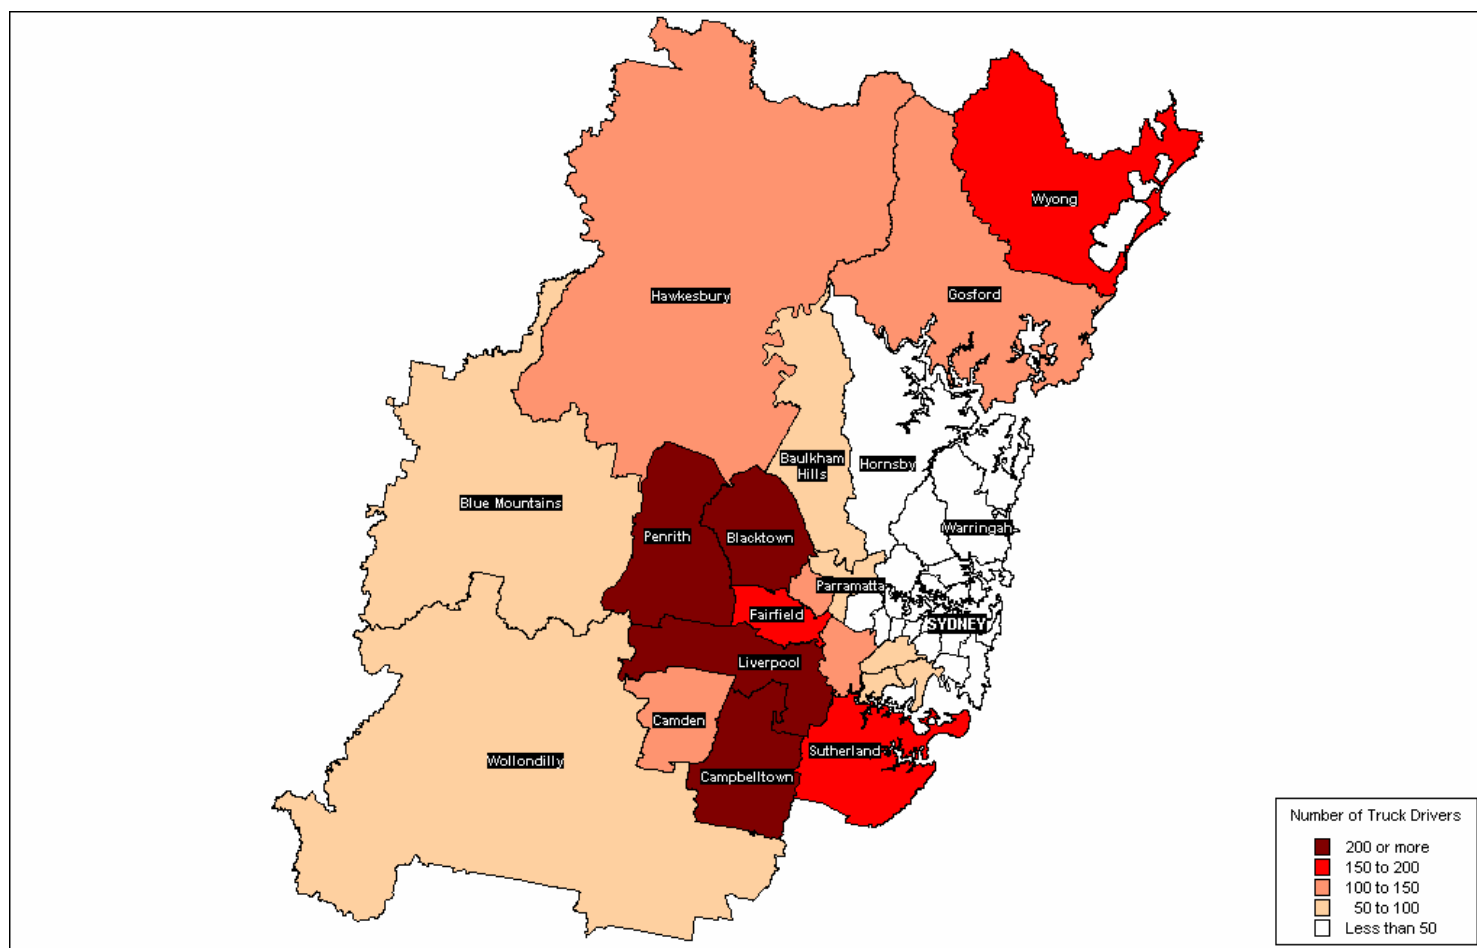 Wyong
Hawkesbury
Gosford
Baulkham
Hills
Hornsby
Blue Mountains
Warringah
Penrith
Blacktown
Parramatta
Fairfield
SYDNEY
Liverpool
Camden
Sutherland
Wollondilly
Campbelltown
Number of Truck Drivers
200 or more
150 to 200
100 to 150
50 to 100
Less than 50